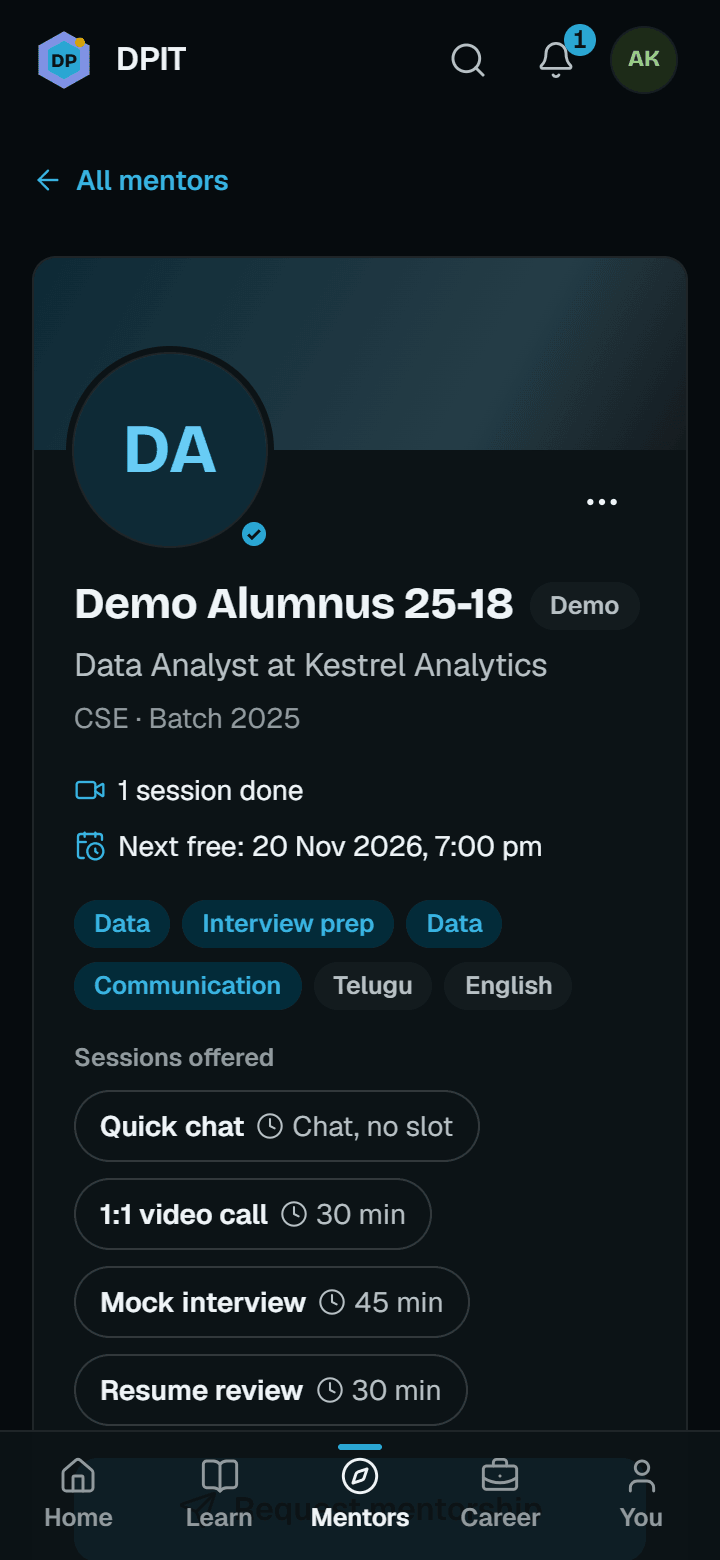 DP DPIT 1 AK
All mentors
DA
Demo Alumnus 25-18 Demo
Data Analyst at Kestrel Analytics
CSE · Batch 2025
1 session done
Next free: 20 Nov 2026, 7:00 pm
Data Interview prep Data
Communication Telugu English
Sessions offered
Quick chat Chat, no slot
1:1 video call 30 min
Mock interview 45 min
Resume review 30 min
Request mentorship
Home Learn Mentors Career You